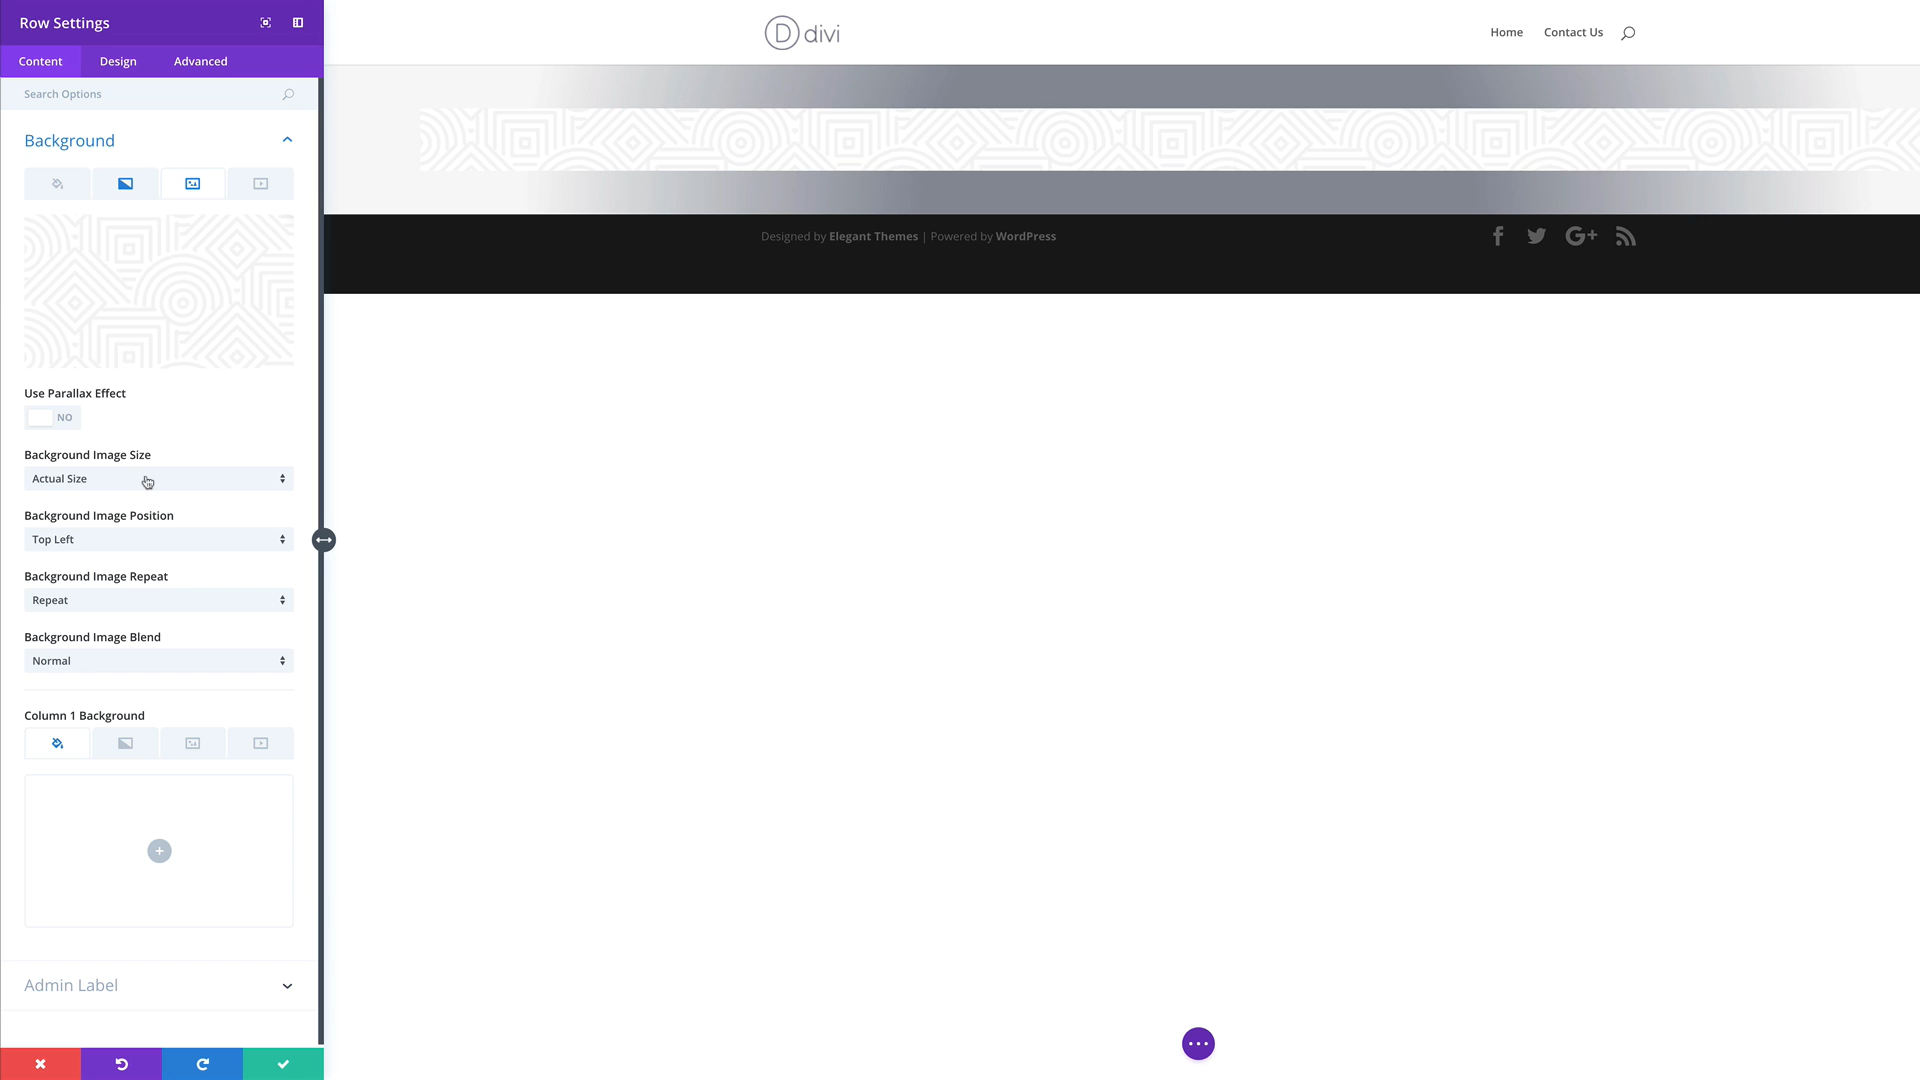 Row Settings
Content Design Advanced
Search Options
Background
Use Parallax Effect
NO
Background Image Size
Actual Size
Background Image Position
Top Left
Background Image Repeat
Repeat
Background Image Blend
Normal
Column 1 Background
Admin Label
D divi
Home Contact Us
Designed by Elegant Themes | Powered by WordPress
G+